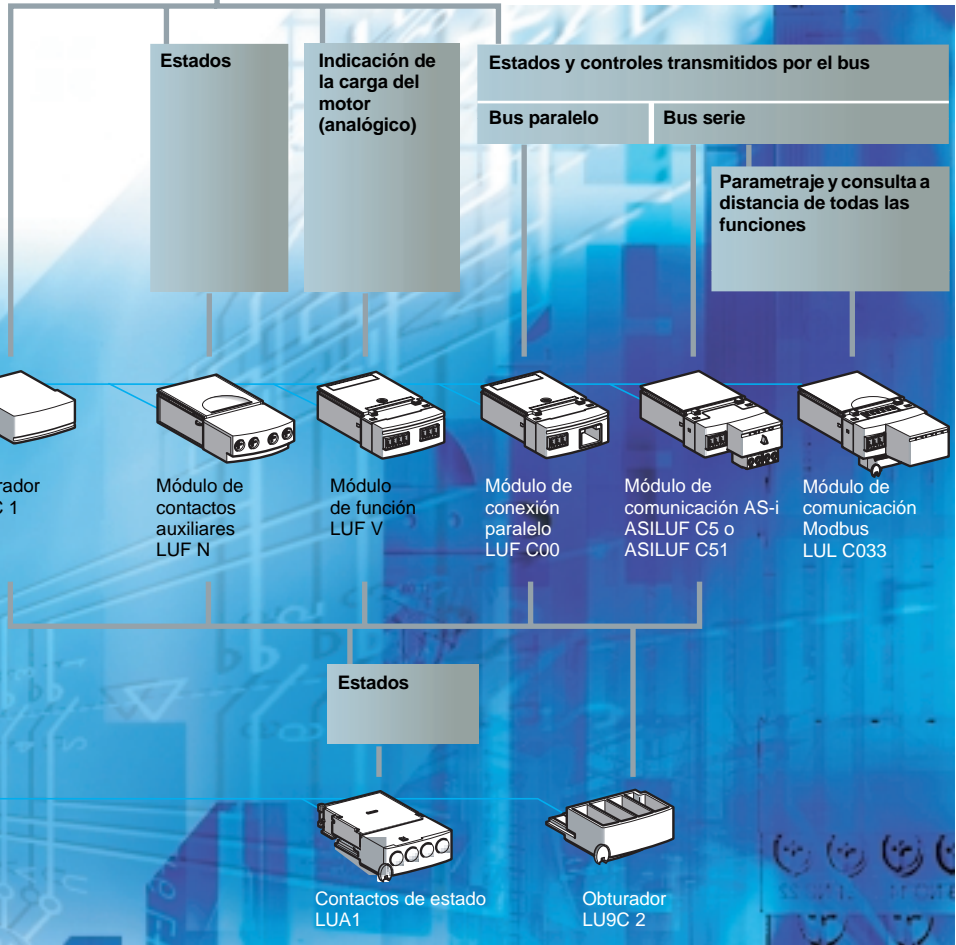 Estados
Indicación de
la carga del
motor
(analógico)
Estados y controles transmitidos por el bus
Bus paralelo
Bus serie
Parametraje y consulta a
distancia de todas las
funciones
rador
C 1
Módulo de
contactos
auxiliares
LUF N
Módulo
de función
LUF V
Módulo de
conexión
paralelo
LUF C00
Módulo de
comunicación AS-i
ASILUF C5 o
ASILUF C51
Módulo de
comunicación
Modbus
LUL C033
Estados
Contactos de estado
LUA1
Obturador
LU9C 2